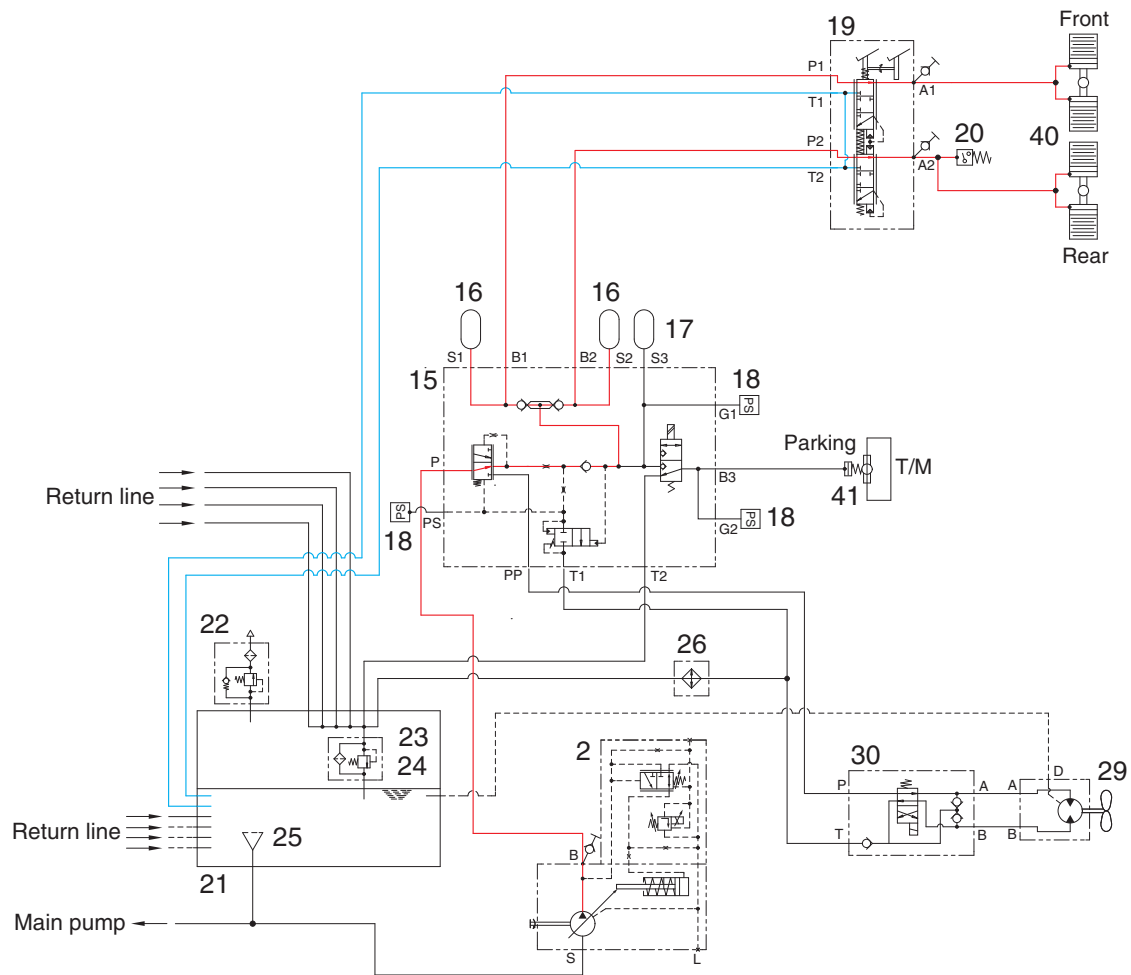 Front
19
P1
A1
T1
20
40
P2
A2
T2
Rear
16
16
17
S1
B1
B2
S2
S3
15
18
PS
G1
Parking
T/M
P
B3
41
Return line
PS
PS
18
PS
18
G2
PP
T1
T2
22
26
23
24
2
30
D
29
P
A
A
Return line
25
B
T
B
B
21
Main pump
S
L